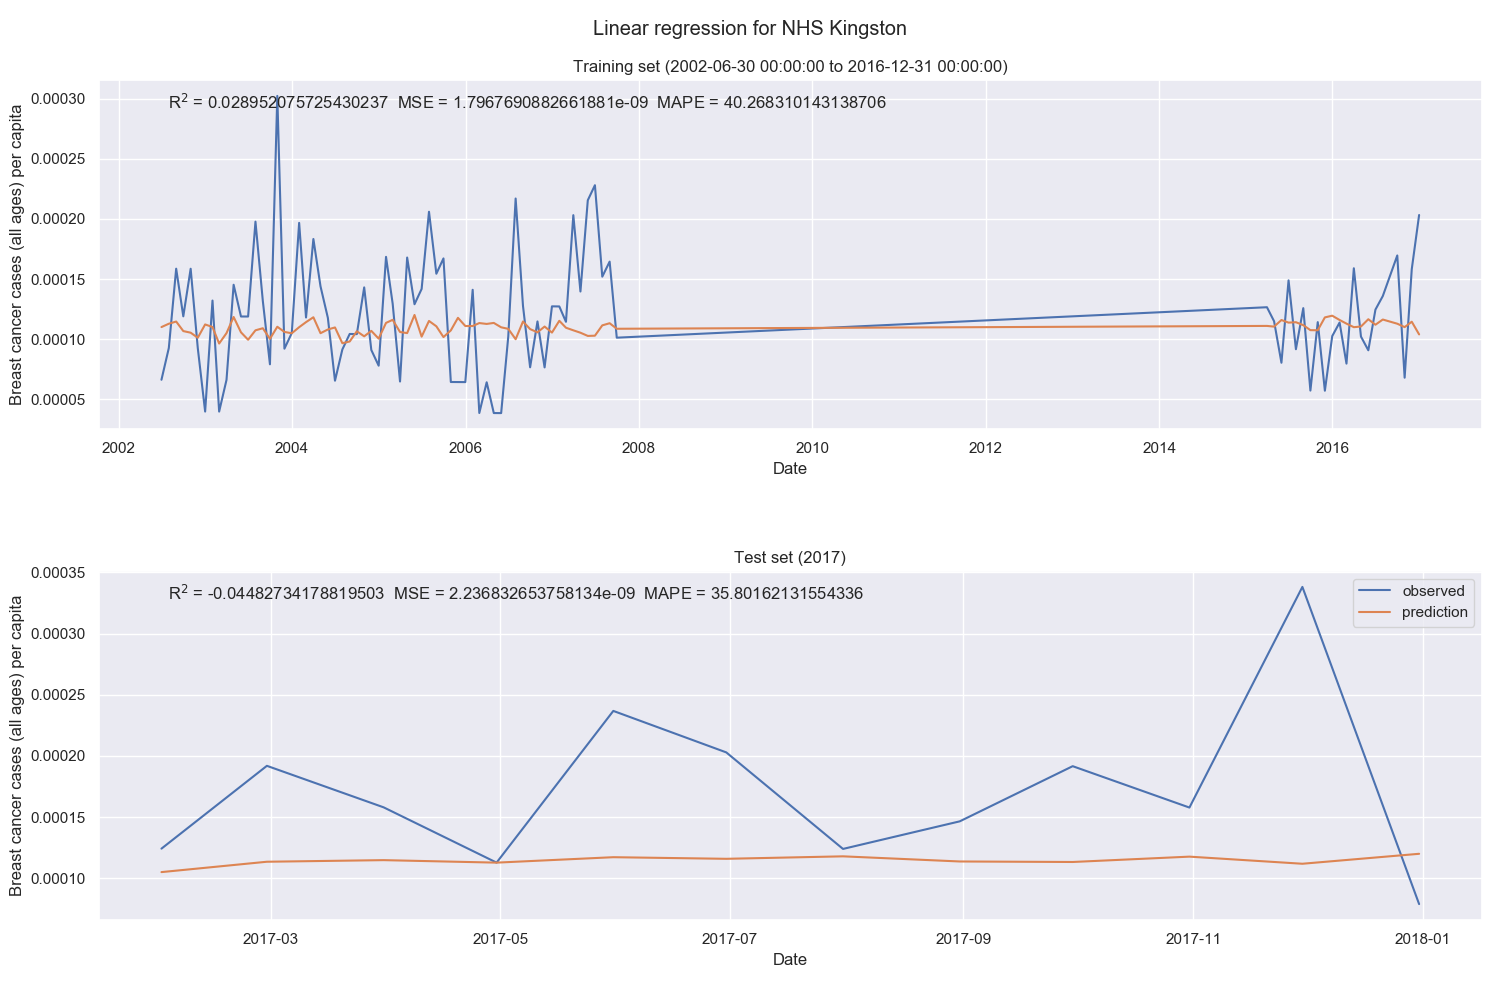 Linear regression for NHS Kingston
Training set (2002-06-30 00:00:00 to 2016-12-31 00:00:00)
R² = 0.028952075725430237 MSE = 1.7967690882661881e-09 MAPE = 40.268310143138706
Breast cancer cases (all ages) per capita
0.00030
0.00025
0.00020
0.00015
0.00010
0.00005
2002 2004 2006 2008 2010 2012 2014 2016
Date
Test set (2017)
R² = -0.04482734178819503 MSE = 2.236832653758134e-09 MAPE = 35.80162131554336
observed
prediction
Breast cancer cases (all ages) per capita
0.00035
0.00030
0.00025
0.00020
0.00015
0.00010
2017-03 2017-05 2017-07 2017-09 2017-11 2018-01
Date